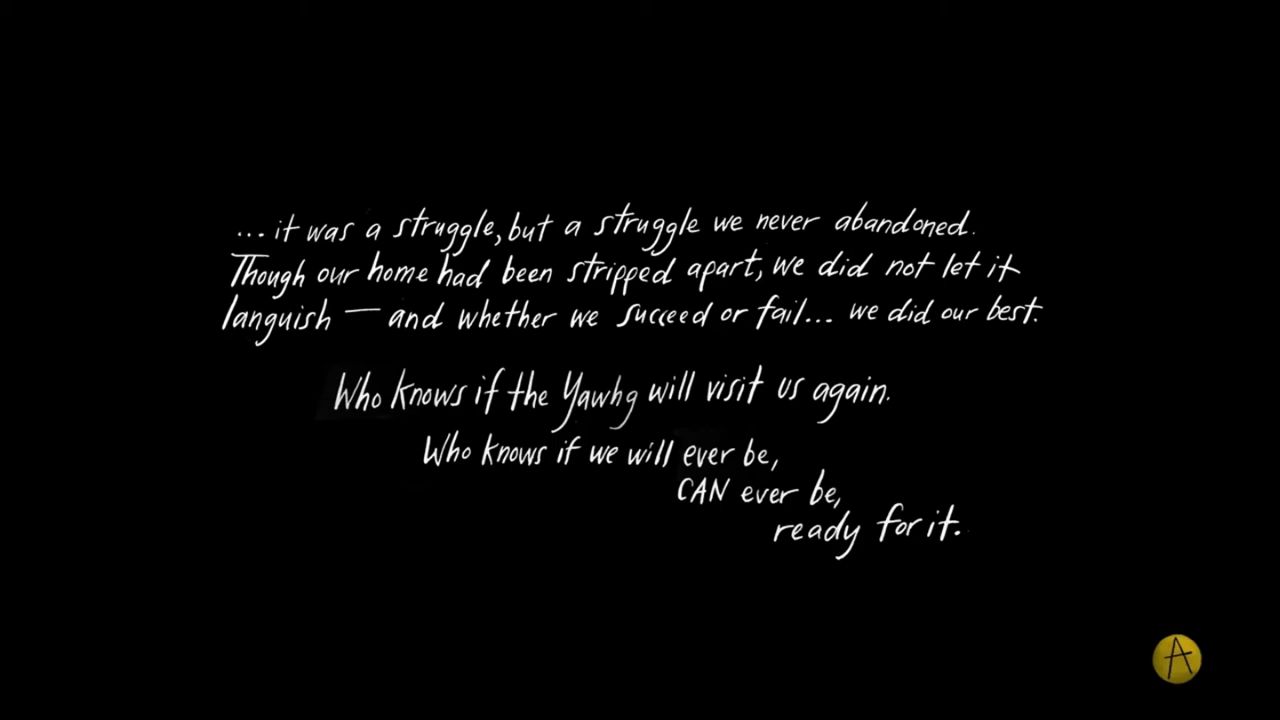 ...it was a struggle, but a struggle we never abandoned.
Though our home had been stripped apart, we did not let it
languish — and whether we succeed or fail... we did our best.
Who knows if the Yawhg will visit us again.
Who knows if we will ever be,
CAN ever be,
ready for it.
A